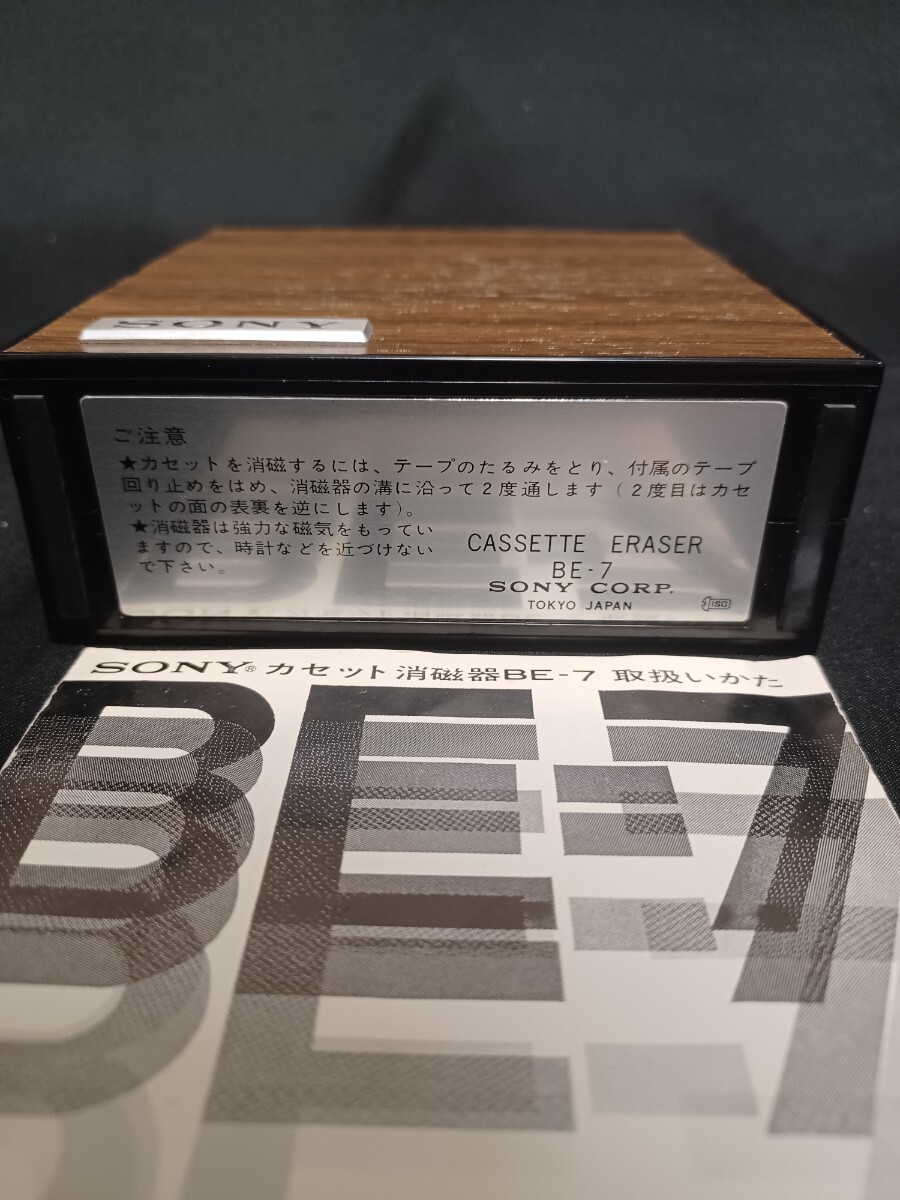 SONY
ご注意
★カセットを消磁するには、テープのたるみをとり、付属のテープ
回り止めをはめ、消磁器の溝に沿って2度通します(2度目はカセ
ットの面の表裏を逆にします)。
★消磁器は強力な磁気をもってい
ますので、時計などを近づけない
で下さい。
CASSETTE ERASER
BE-7
SONY CORP.
TOKYO JAPAN
SONY® カセット消磁器BE-7 取扱いかた
BE-7